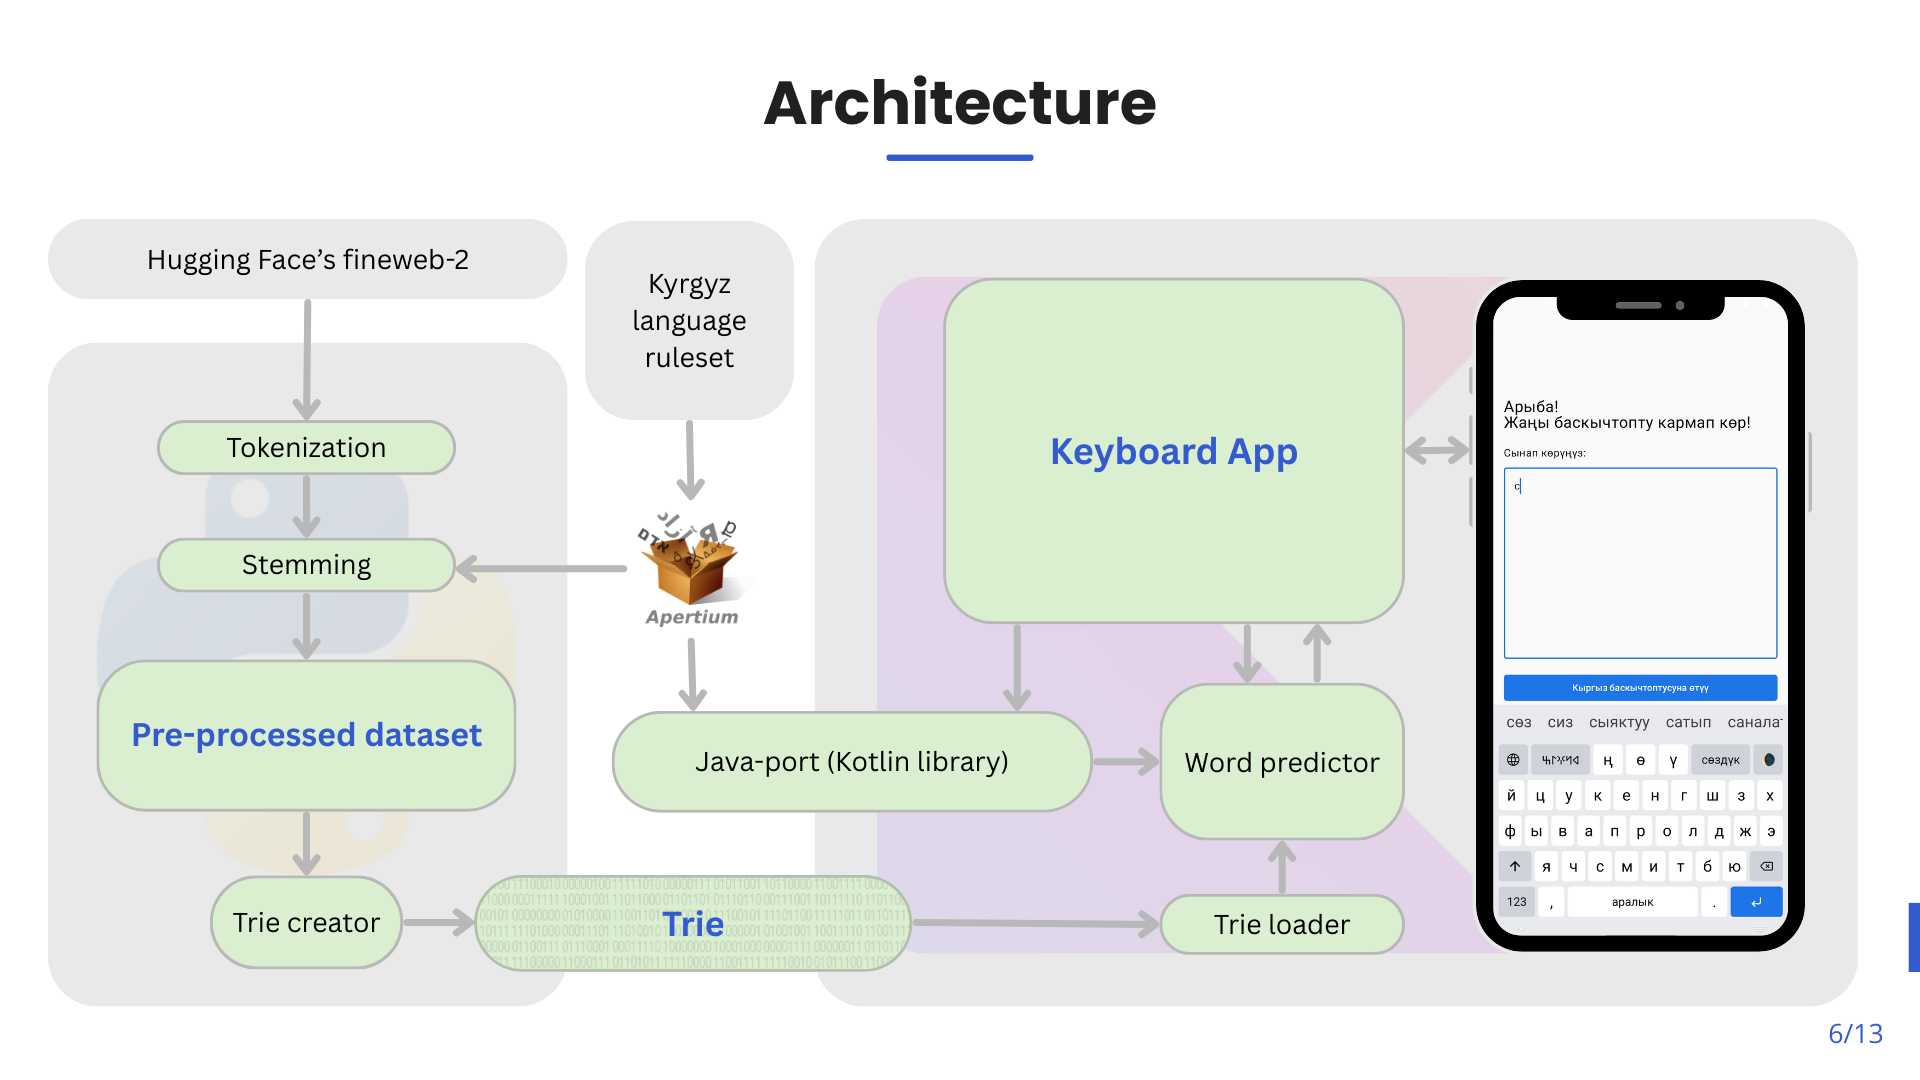 Architecture
Hugging Face’s fineweb-2
Kyrgyz
language
ruleset
Tokenization
Stemming
Pre-processed dataset
Trie creator
Trie
Apertium
Java-port (Kotlin library)
Keyboard App
Word predictor
Trie loader
Арыба!
Жаңы баскычтопту кармап көр!
Сынап көрүңүз:
с
Кыргыз баскычтоптусуна өтүү
сөз сиз сыяктуу сатып санала
ң ө ү сөздүк
й ц у к е н г ш з х
ф ы в а п р о л д ж э
я ч с м и т б ю
123 , аралык .
6/13